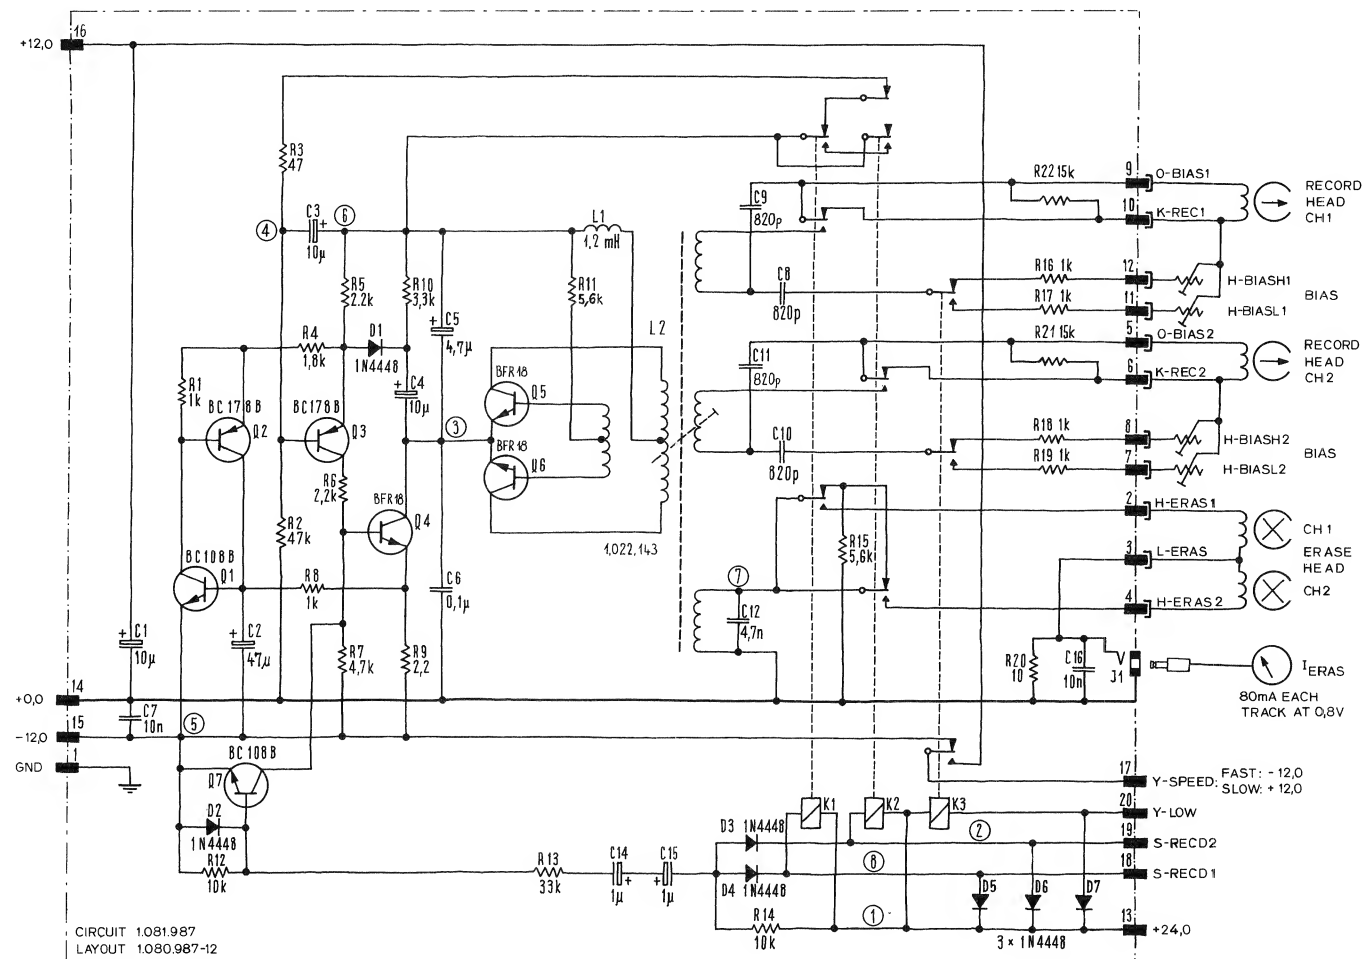 16
+12,0
R3
47
4
C3
+
10µ
6
L1
1,2 mH
C9
820p
R22 15k
9
O-BIAS1
10
K-REC1
RECORD
HEAD
CH1
R5
2.2k
R10
3,3k
R11
5,6k
C8
820p
R16 1k
12
H-BIASH1
R17 1k
11
H-BIASL1
BIAS
+
C5
4,7µ
L2
R21 15k
5
O-BIAS2
6
K-REC2
RECORD
HEAD
CH2
R4
1,8k
D1
1N4448
C11
820p
R1
1k
+
C4
10µ
BFR18
Q5
BC178B
Q2
BC178B
Q3
3
BFR18
Q6
C10
820p
R18 1k
8
H-BIASH2
R19 1k
7
H-BIASL2
BIAS
R6
2,2k
BFR18
Q4
R2
47k
1,022,143
R15
5,6k
2
H-ERAS1
CH1
3
L-ERAS
ERASE
HEAD
4
H-ERAS2
CH2
BC108B
Q1
R8
1k
C6
0,1µ
7
C12
4,7n
+
C1
10µ
+
C2
47µ
R7
4,7k
R9
2,2
R20
10
C16
10n
J1
IERAS
80mA EACH
TRACK AT 0,8V
14
+0,0
C7
10n
15
-12,0
5
1
GND
BC108B
Q7
D2
1N4448
R12
10k
R13
33k
C14
+
1µ
C15
+
1µ
D3 1N4448
D4 1N4448
R14
10k
K1
K2
K3
2
8
1
D5
D6
D7
3 x 1N4448
17
Y-SPEED: FAST: -12,0
SLOW: +12,0
20
Y-LOW
19
S-RECD2
18
S-RECD1
13
+24,0
CIRCUIT 1.081.987
LAYOUT 1.080.987-12